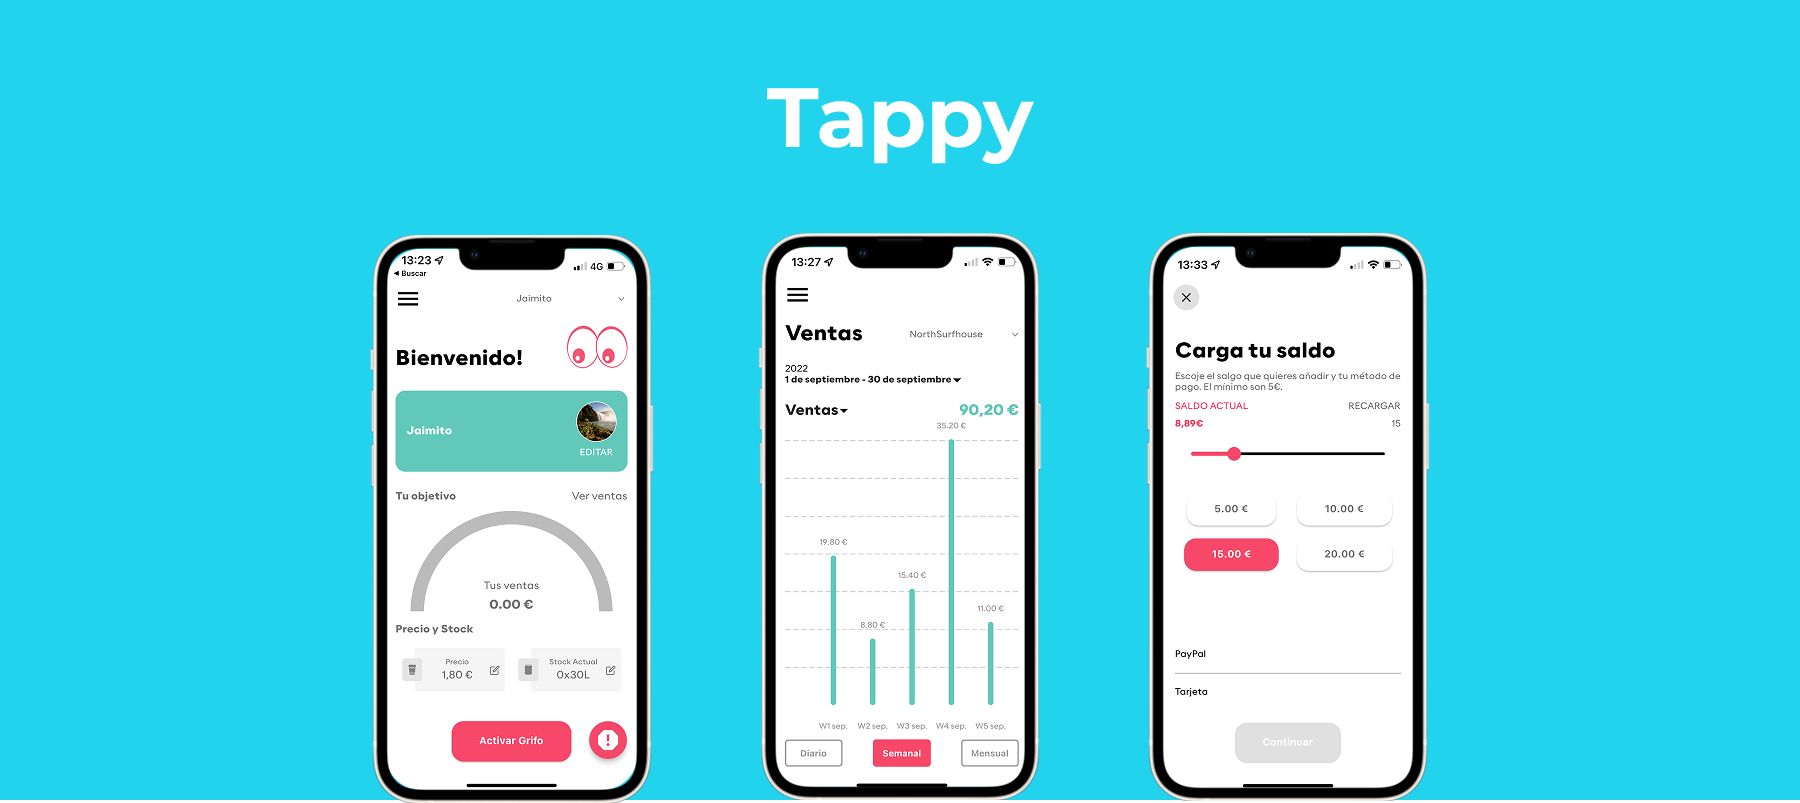 Tappy
13:23
4G
Buscar
Jaimito
Bienvenido!
Jaimito
EDITAR
Tu objetivo
Ver ventas
Tus ventas
0.00 €
Precio y Stock
Precio
1,80 €
Stock Actual
0x30L
Activar Grifo
13:27
Ventas
NorthSurfhouse
2022
1 de septiembre - 30 de septiembre
Ventas
90,20 €
35.20 €
19.80 €
15.40 €
11.00 €
8.80 €
W1 sep. W2 sep. W3 sep. W4 sep. W5 sep.
Diario
Semanal
Mensual
13:33
Carga tu saldo
Escoje el salgo que quieres añadir y tu método de
pago. El mínimo son 5€.
SALDO ACTUAL
RECARGAR
8,89€
15
5.00 €
10.00 €
15.00 €
20.00 €
PayPal
Tarjeta
Continuar